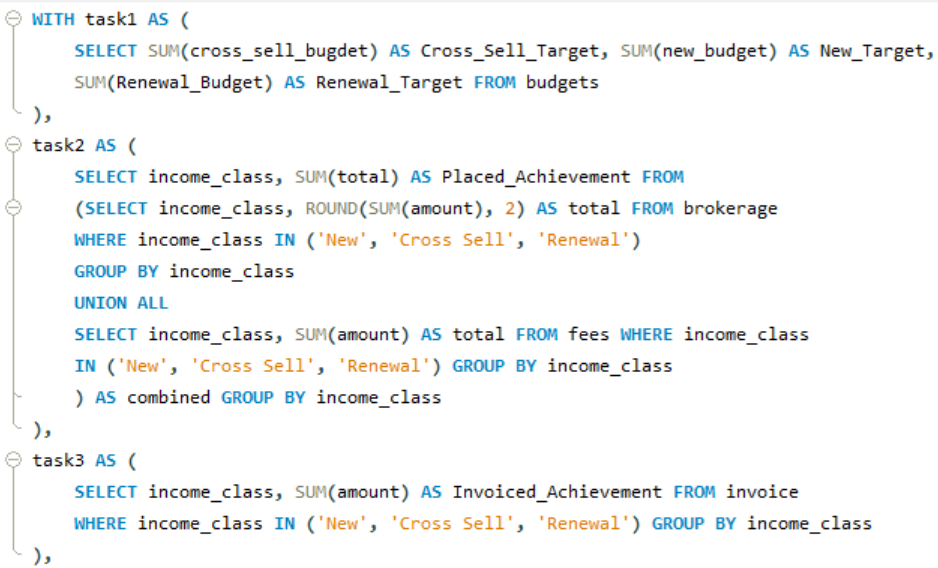 WITH task1 AS (
SELECT SUM(cross_sell_bugdet) AS Cross_Sell_Target, SUM(new_budget) AS New_Target,
SUM(Renewal_Budget) AS Renewal_Target FROM budgets
),
task2 AS (
SELECT income_class, SUM(total) AS Placed_Achievement FROM
(SELECT income_class, ROUND(SUM(amount), 2) AS total FROM brokerage
WHERE income_class IN ('New', 'Cross Sell', 'Renewal')
GROUP BY income_class
UNION ALL
SELECT income_class, SUM(amount) AS total FROM fees WHERE income_class
IN ('New', 'Cross Sell', 'Renewal') GROUP BY income_class
) AS combined GROUP BY income_class
),
task3 AS (
SELECT income_class, SUM(amount) AS Invoiced_Achievement FROM invoice
WHERE income_class IN ('New', 'Cross Sell', 'Renewal') GROUP BY income_class
),